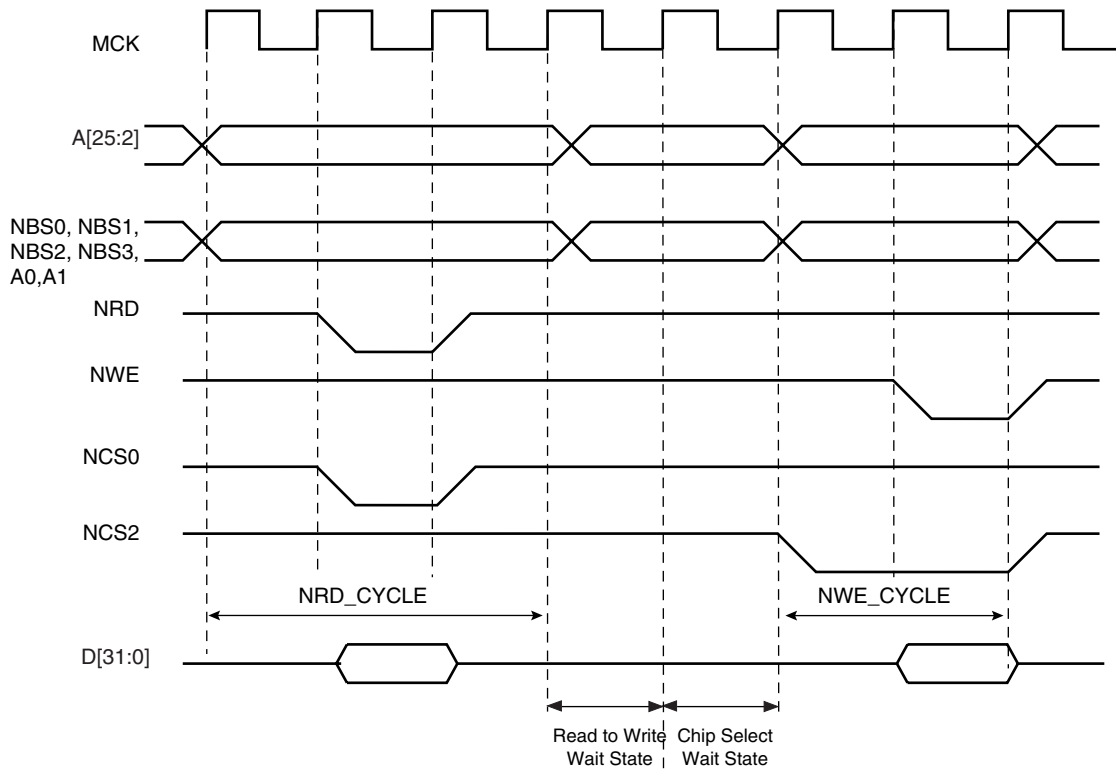 MCK
A[25:2]
NBS0, NBS1,
NBS2, NBS3,
A0,A1
NRD
NWE
NCS0
NCS2
NRD_CYCLE
NWE_CYCLE
D[31:0]
Read to Write
Wait State
Chip Select
Wait State